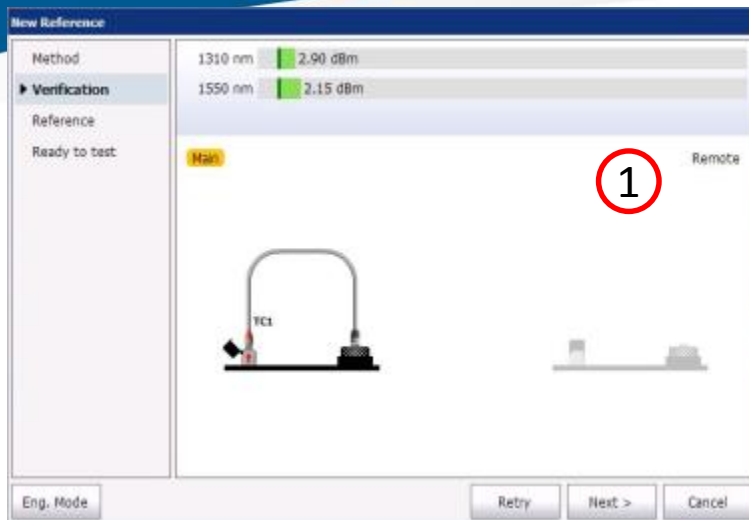 New Reference
Method
Verification
Reference
Ready to test
1310 nm 2.90 dBm
1550 nm 2.15 dBm
Main
1
Remote
TC1
Eng. Mode
Retry
Next >
Cancel